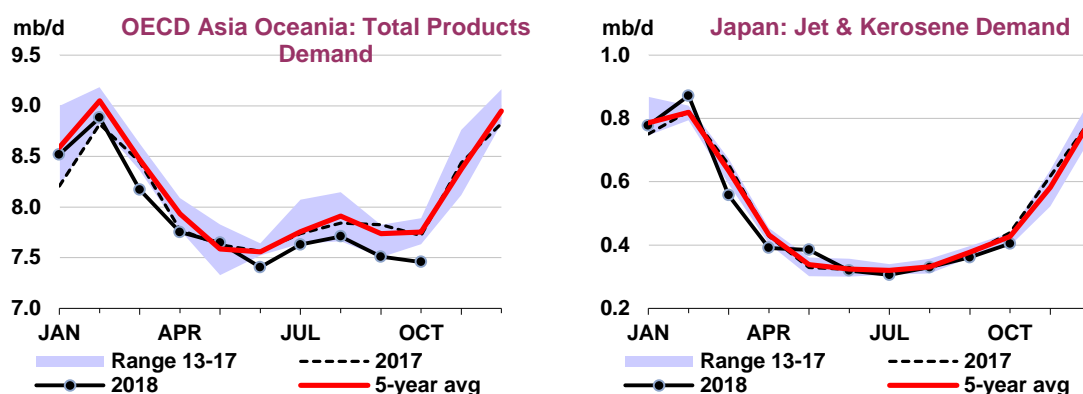 mb/d
OECD Asia Oceania: Total Products
Demand
9.5
9.0
8.5
8.0
7.5
7.0
JAN
APR
JUL
OCT
Range 13-17
2017
2018
5-year avg
mb/d
Japan: Jet & Kerosene Demand
1.0
0.8
0.6
0.4
0.2
JAN
APR
JUL
OCT
Range 13-17
2017
2018
5-year avg